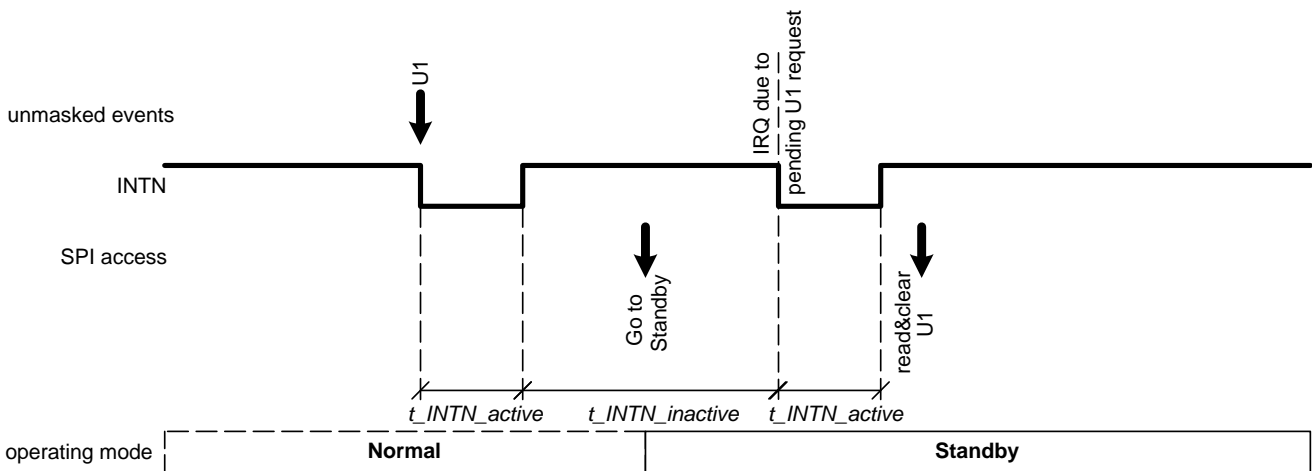 U1
IRQ due to
pending U1 request
unmasked events
INTN
SPI access
Go to
Standby
read&clear
U1
t_INTN_active
t_INTN_inactive
t_INTN_active
operating mode
Normal
Standby